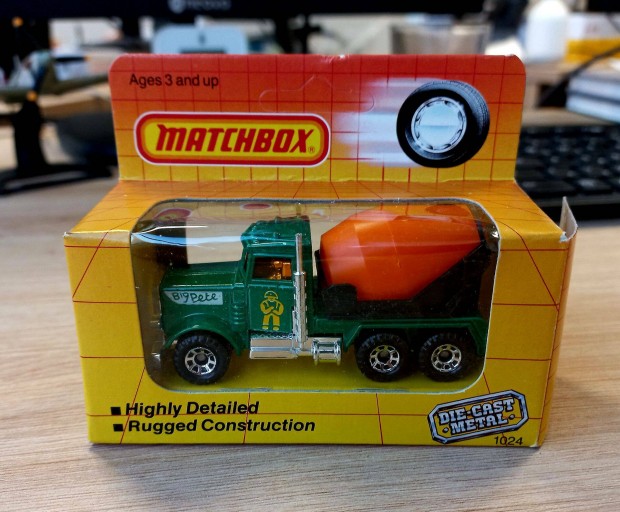 Ages 3 and up
MATCHBOX®
Big Pete
■ Highly Detailed
■ Rugged Construction
DIE-CAST
METAL
1024